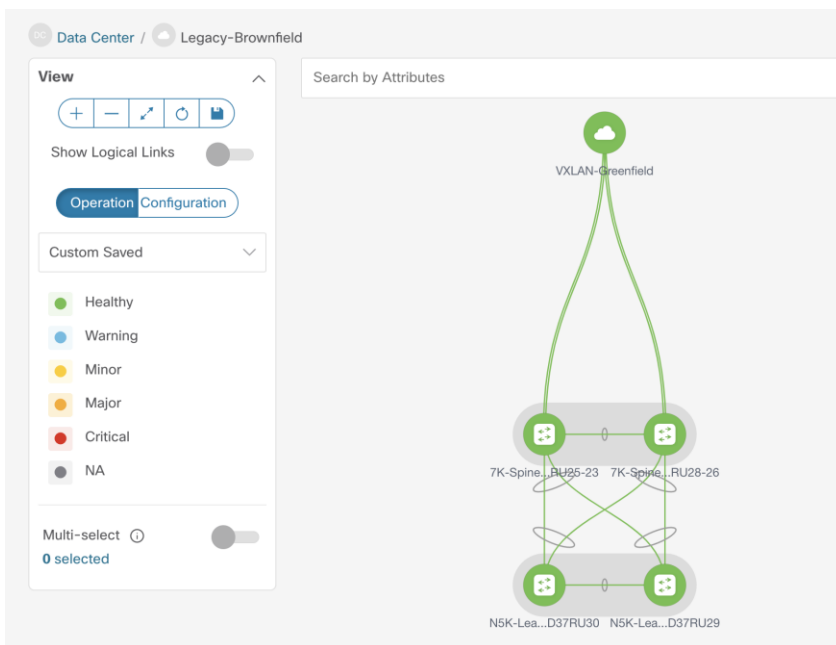 DC Data Center / Legacy-Brownfield
View
Search by Attributes
Show Logical Links
Operation Configuration
Custom Saved
Healthy
Warning
Minor
Major
Critical
NA
Multi-select
0 selected
VXLAN-Greenfield
7K-Spine...RU25-23 7K-Spine...RU28-26
N5K-Lea...D37RU30 N5K-Lea...D37RU29